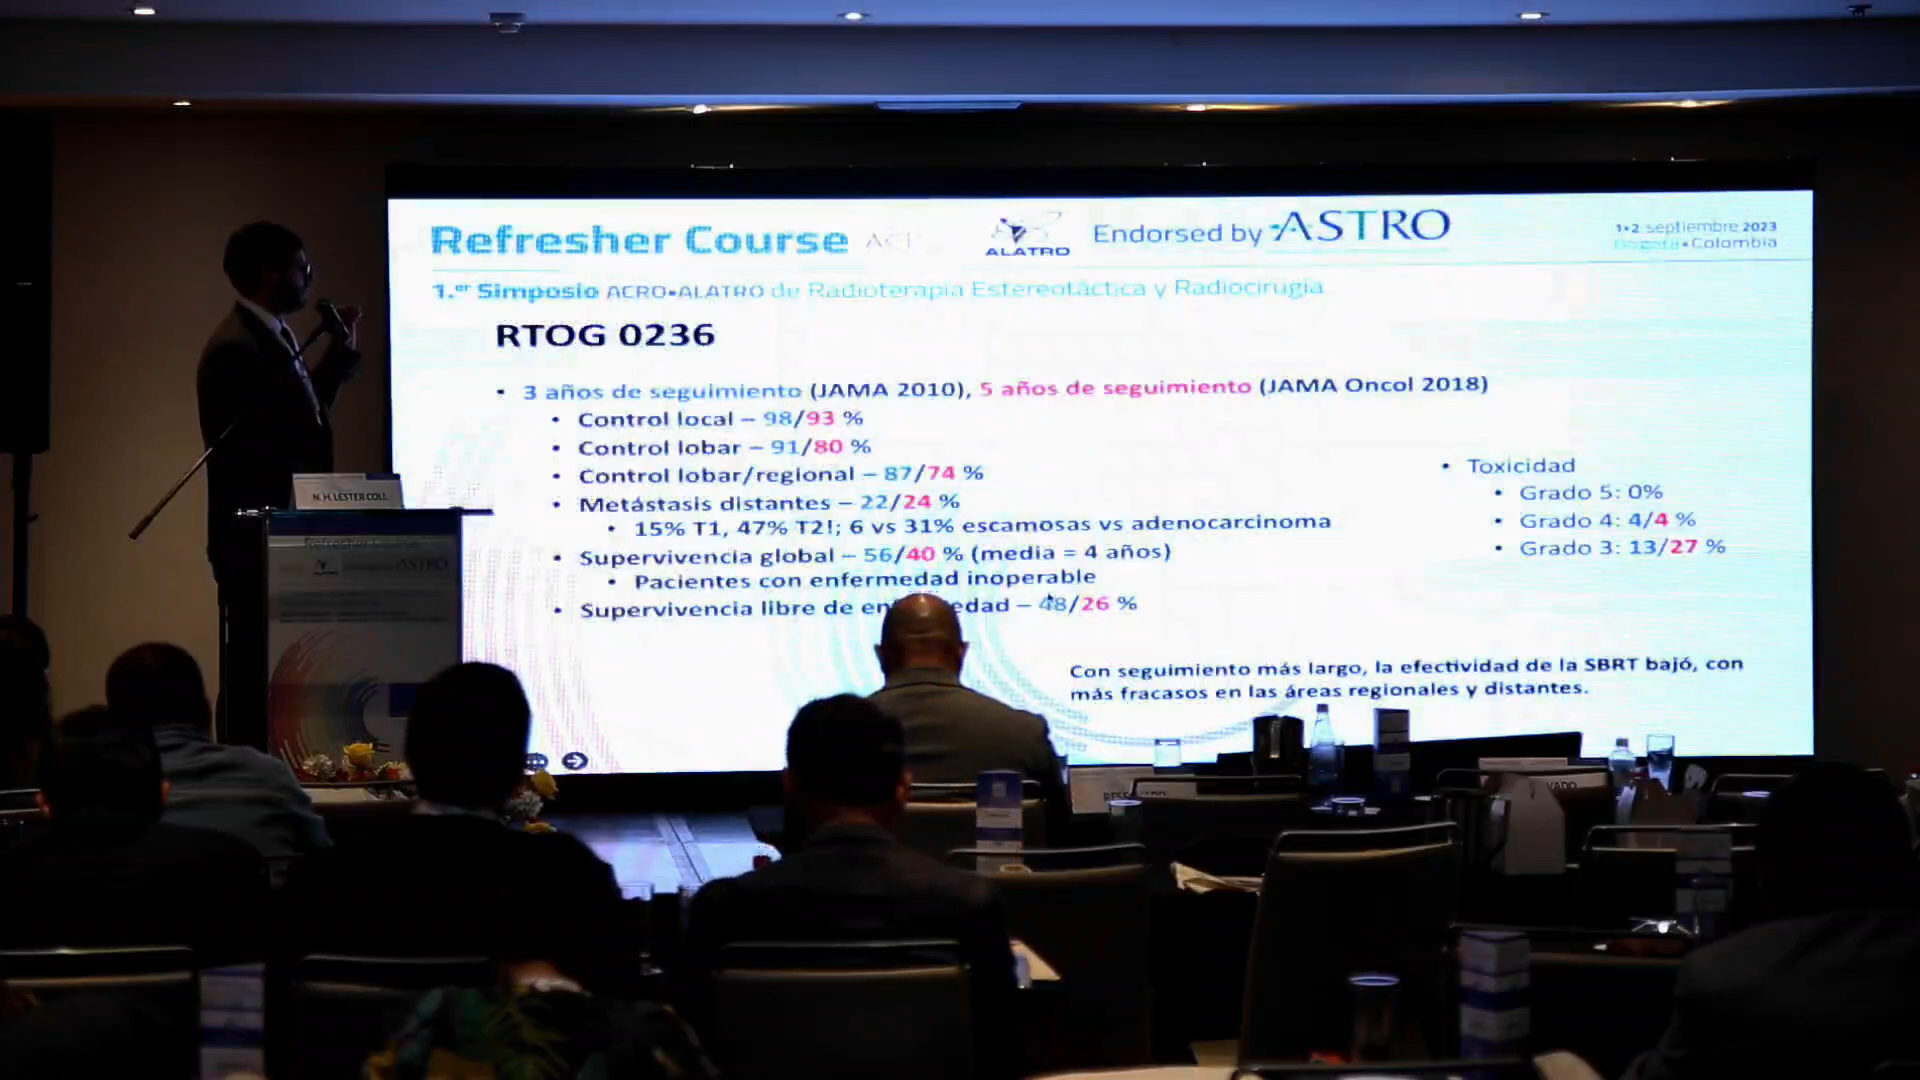 Refresher Course
ALATRO
Endorsed by ASTRO
1•2 septiembre 2023
Bogotá•Colombia
1.er Simposio ACRO•ALATRO de Radioterapia Estereotáctica y Radiocirugía
RTOG 0236
• 3 años de seguimiento (JAMA 2010), 5 años de seguimiento (JAMA Oncol 2018)
• Control local – 98/93 %
• Control lobar – 91/80 %
• Control lobar/regional – 87/74 %
• Metástasis distantes – 22/24 %
• 15% T1, 47% T2!; 6 vs 31% escamosas vs adenocarcinoma
• Supervivencia global – 56/40 % (media = 4 años)
• Pacientes con enfermedad inoperable
• Supervivencia libre de en edad – 48/26 %
• Toxicidad
• Grado 5: 0%
• Grado 4: 4/4 %
• Grado 3: 13/27 %
Con seguimiento más largo, la efectividad de la SBRT bajó, con
más fracasos en las áreas regionales y distantes.
N. H. LESTER COLL
Refresher Course
ASTRO